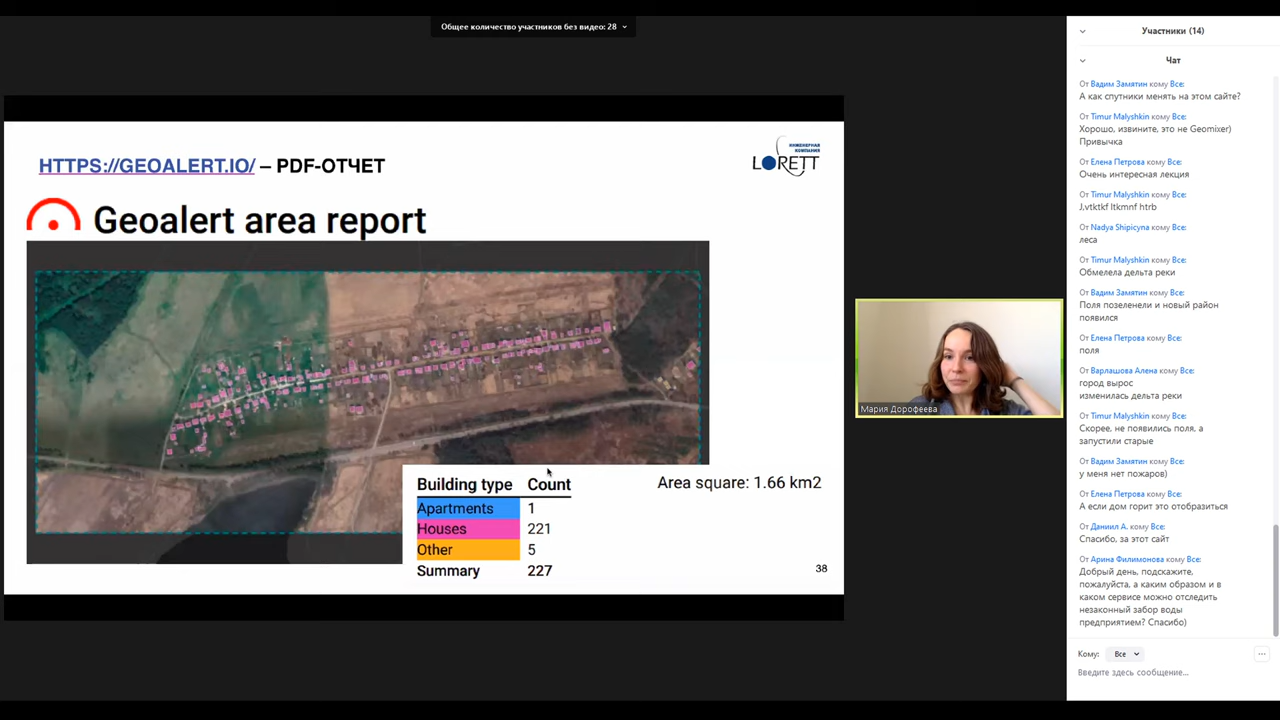 Общее количество участников без видео: 28
HTTPS://GEOALERT.IO/ – PDF-ОТЧЕТ
ИНЖЕНЕРНАЯ
КОМПАНИЯ
LORETT
Geoalert area report
Building type Count
Apartments 1
Houses 221
Other 5
Summary 227
Area square: 1.66 km2
38
Мария Дорофеева
Участники (14)
Чат
От Вадим Замятин кому Все:
А как спутники менять на этом сайте?
От Timur Malyshkin кому Все:
Хорошо, извините, это не Geomixer)
Привычка
От Елена Петрова кому Все:
Очень интересная лекция
От Timur Malyshkin кому Все:
J,vtktkf ltkmnf htrb
От Nadya Shipicyna кому Все:
леса
От Timur Malyshkin кому Все:
Обмелела дельта реки
От Вадим Замятин кому Все:
Поля позеленели и новый район
появился
От Елена Петрова кому Все:
поля
От Варлашова Алена кому Все:
город вырос
изменилась дельта реки
От Timur Malyshkin кому Все:
Скорее, не появились поля, а
запустили старые
От Вадим Замятин кому Все:
у меня нет пожаров)
От Елена Петрова кому Все:
А если дом горит это отобразиться
От Даниил А. кому Все:
Спасибо, за этот сайт
От Арина Филимонова кому Все:
Добрый день, подскажите,
пожалуйста, а каким образом и в
каком сервисе можно отследить
незаконный забор воды
предприятием? Спасибо)
Кому: Все
Введите здесь сообщение...